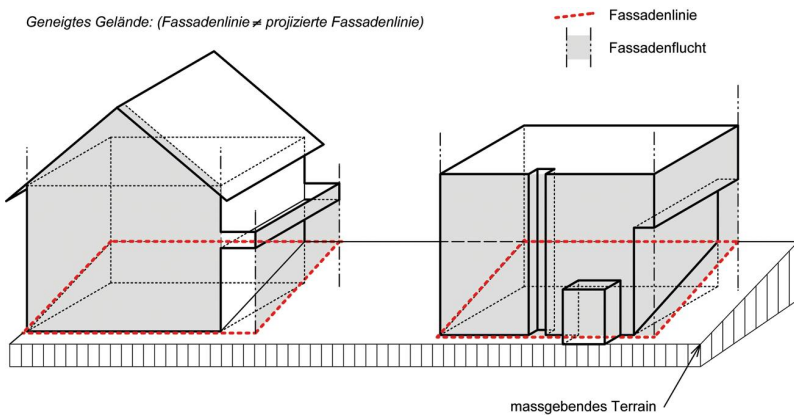 Geneigtes Gelände: (Fassadenlinie ≠ projizierte Fassadenlinie)
Fassadenlinie
Fassadenflucht
massgebendes Terrain